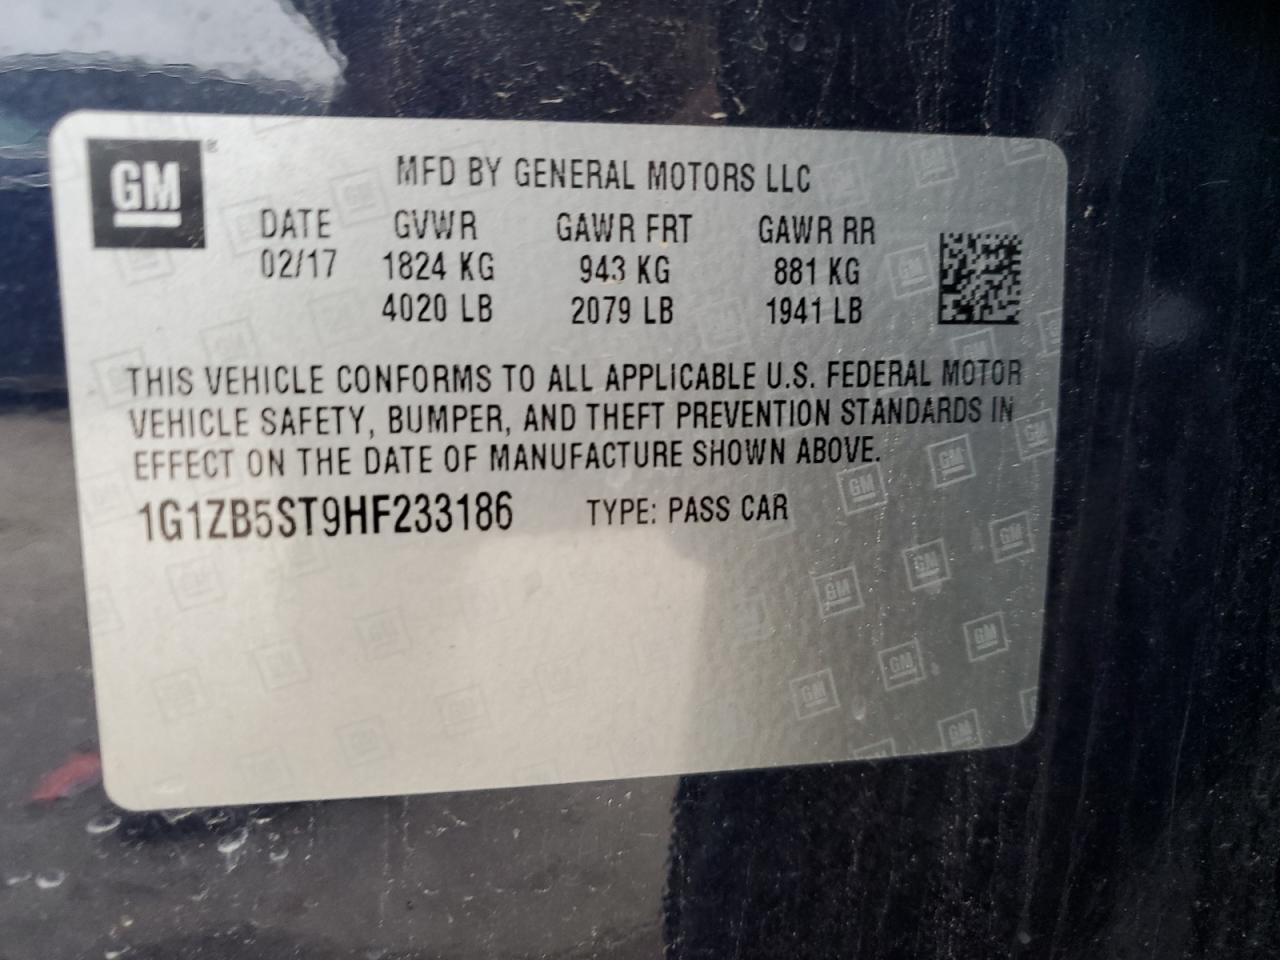 GM®
MFD BY GENERAL MOTORS LLC
DATE GVWR GAWR FRT GAWR RR
02/17 1824 KG 943 KG 881 KG
4020 LB 2079 LB 1941 LB
THIS VEHICLE CONFORMS TO ALL APPLICABLE U.S. FEDERAL MOTOR
VEHICLE SAFETY, BUMPER, AND THEFT PREVENTION STANDARDS IN
EFFECT ON THE DATE OF MANUFACTURE SHOWN ABOVE.
1G1ZB5ST9HF233186 TYPE: PASS CAR